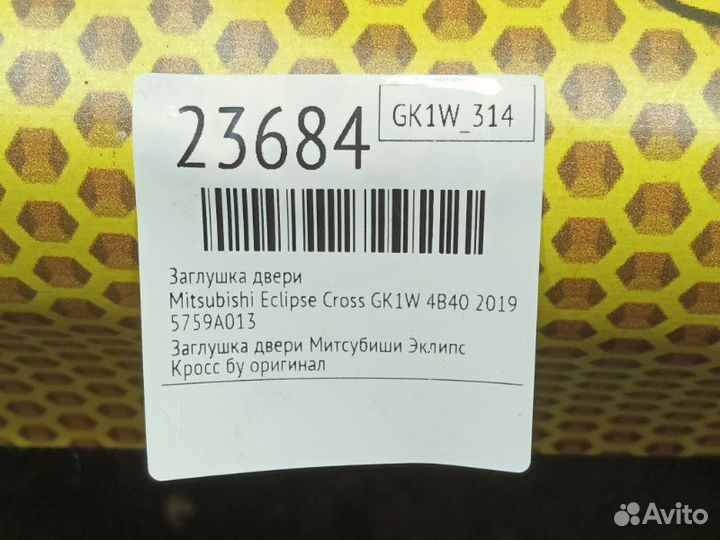 23684
GK1W_314
Заглушка двери
Mitsubishi Eclipse Cross GK1W 4B40 2019
5759A013
Заглушка двери Митсубиши Эклипс
Кросс бу оригинал
Avito